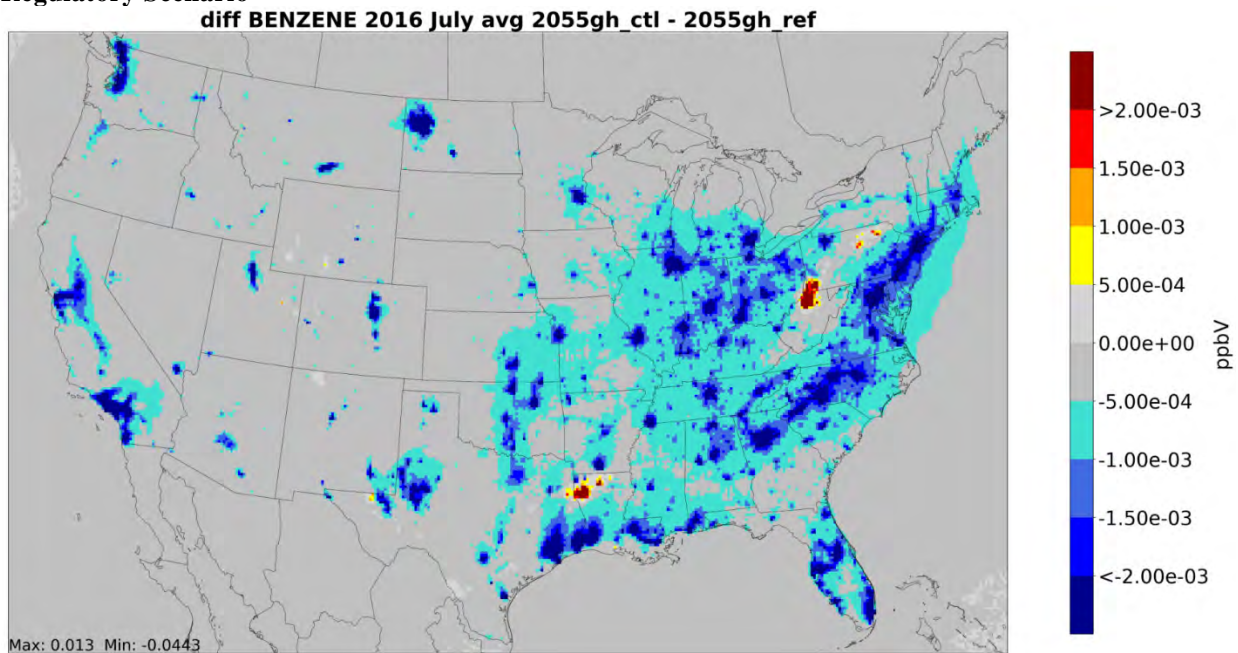 Regulatory Scenario
diff BENZENE 2016 July avg 2055gh_ctl - 2055gh_ref
>2.00e-03
1.50e-03
1.00e-03
5.00e-04
0.00e+00
-5.00e-04
-1.00e-03
-1.50e-03
<-2.00e-03
ppbV
Max: 0.013 Min: -0.0443